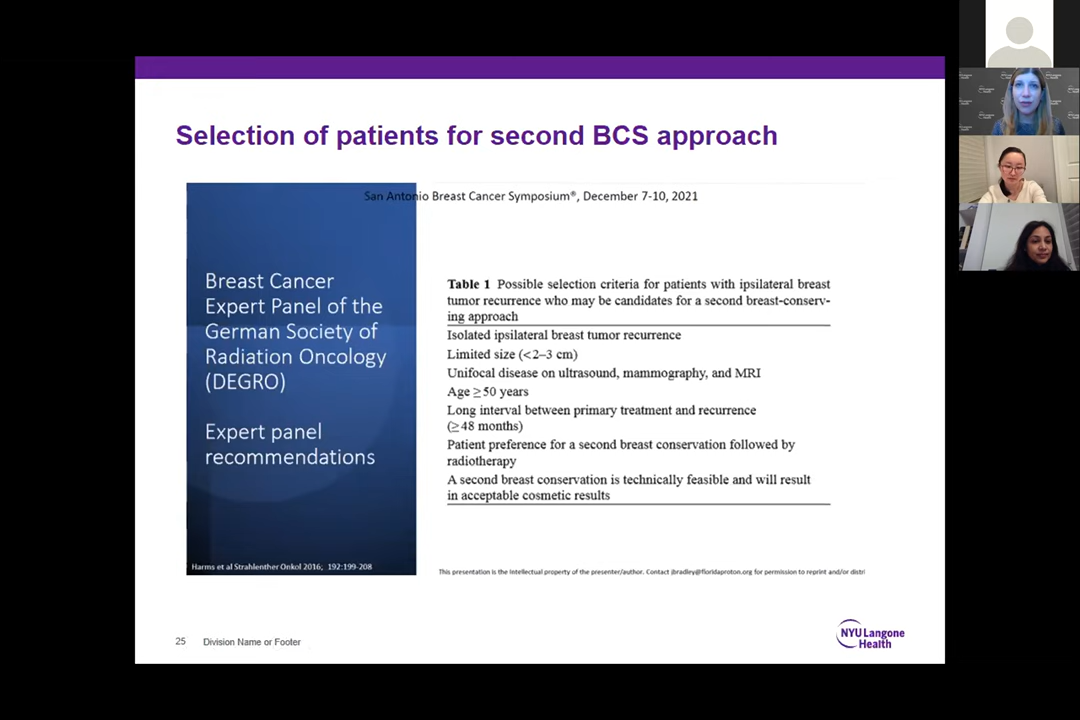 Selection of patients for second BCS approach
San Antonio Breast Cancer Symposium®, December 7-10, 2021
Breast Cancer
Expert Panel of the
German Society of
Radiation Oncology
(DEGRO)
Expert panel
recommendations
Harms et al Strahlenther Onkol 2016; 192:199-208
Table 1 Possible selection criteria for patients with ipsilateral breast
tumor recurrence who may be candidates for a second breast-conserv-
ing approach
Isolated ipsilateral breast tumor recurrence
Limited size (<2–3 cm)
Unifocal disease on ultrasound, mammography, and MRI
Age ≥50 years
Long interval between primary treatment and recurrence
(≥48 months)
Patient preference for a second breast conservation followed by
radiotherapy
A second breast conservation is technically feasible and will result
in acceptable cosmetic results
This presentation is the intellectual property of the presenter/author. Contact jbradley@floridaproton.org for permission to reprint and/or distri
25 Division Name or Footer
NYU Langone
Health